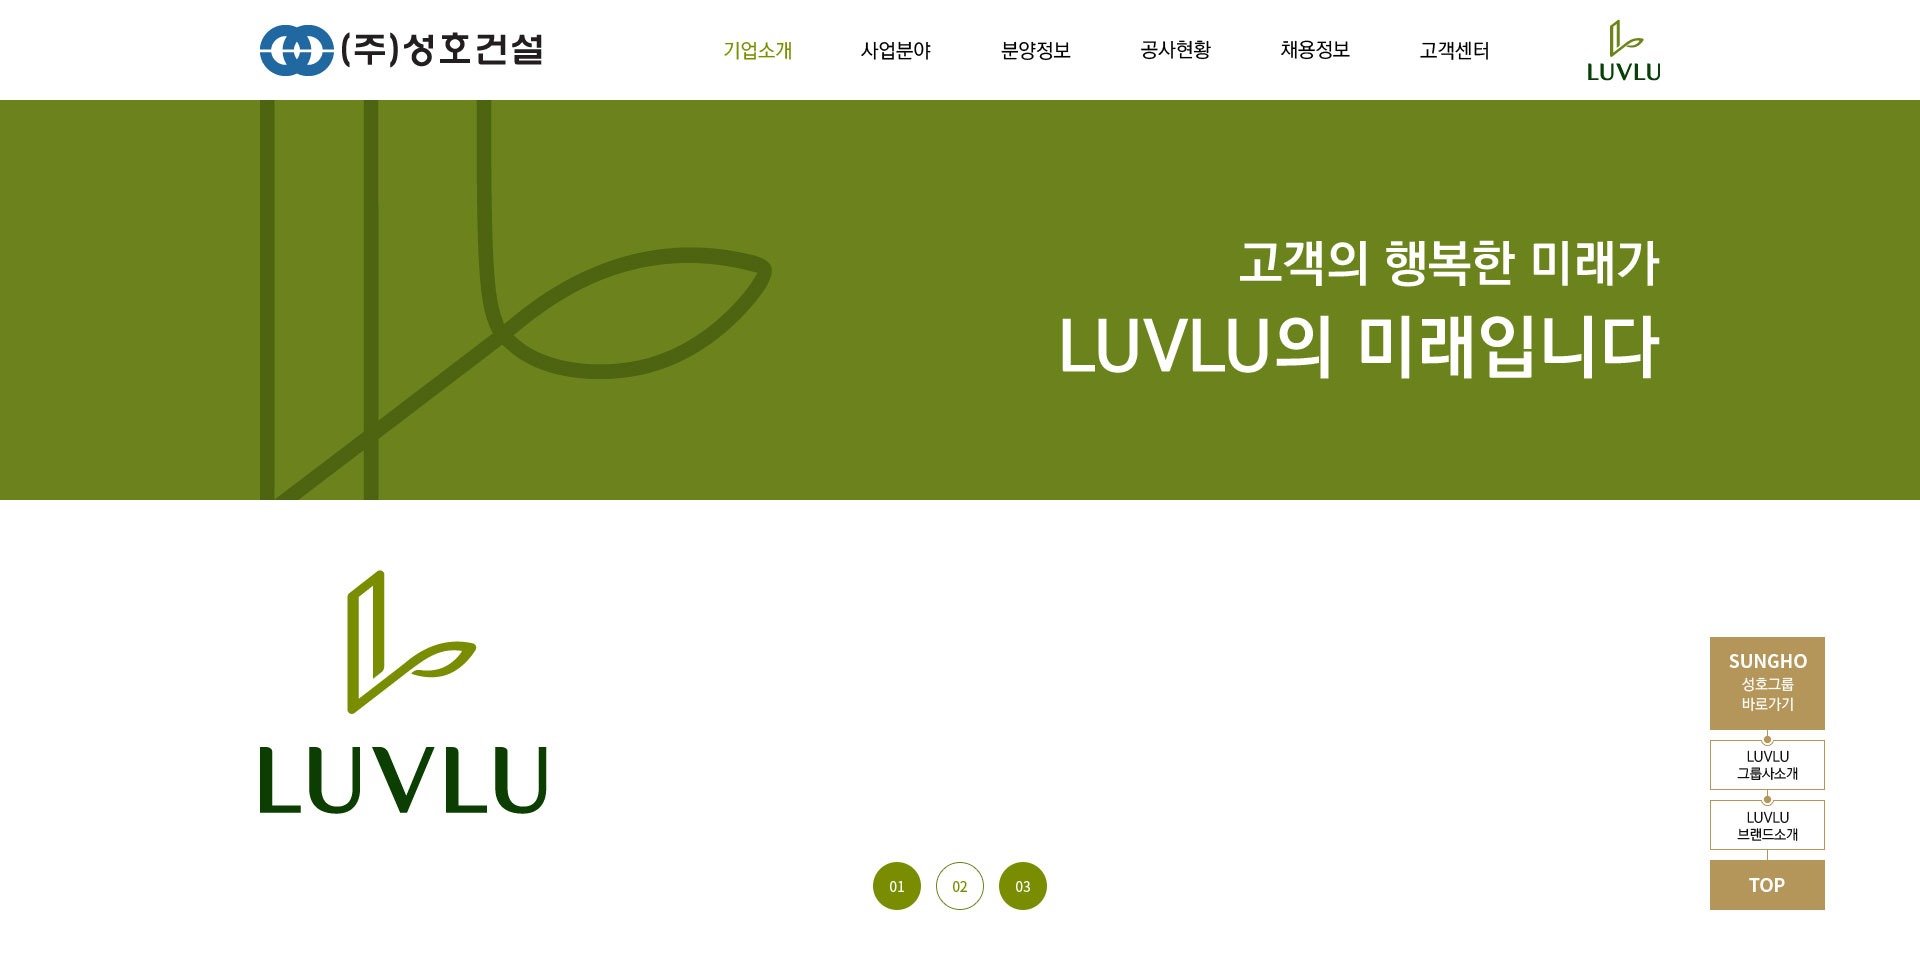 (주)성호건설
기업소개 사업분야 분양정보 공사현황 채용정보 고객센터
LUVLU
고객의 행복한 미래가
LUVLU의 미래입니다
LUVLU
SUNGHO
성호그룹
바로가기
LUVLU
그룹사소개
LUVLU
브랜드소개
TOP
01 02 03